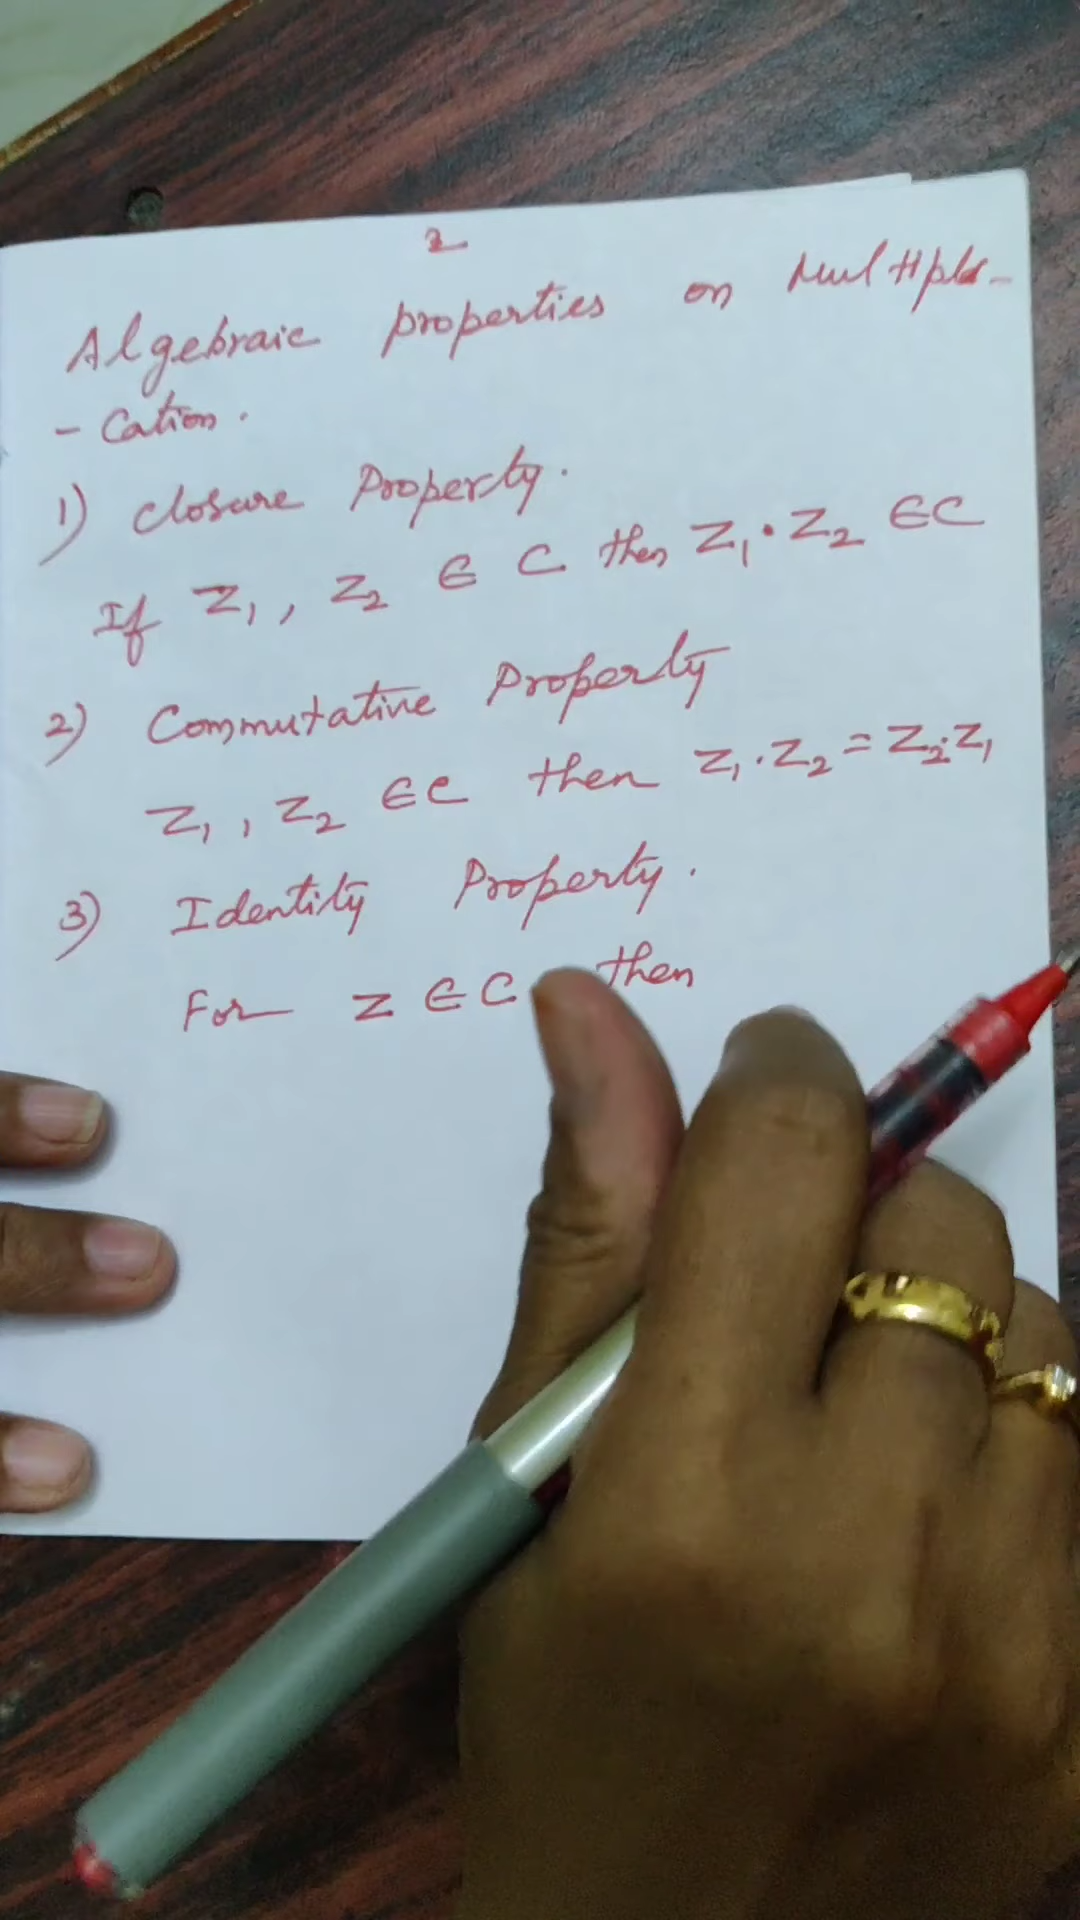 2
Algebraic properties on Multipli-
- Cation.
1) Closure Property.
If Z₁, Z₂ ∈ C then Z₁·Z₂ ∈C
2) Commutative Property
Z₁, Z₂ ∈C then Z₁·Z₂ = Z₂·Z₁
3) Identity Property.
For Z ∈ C then